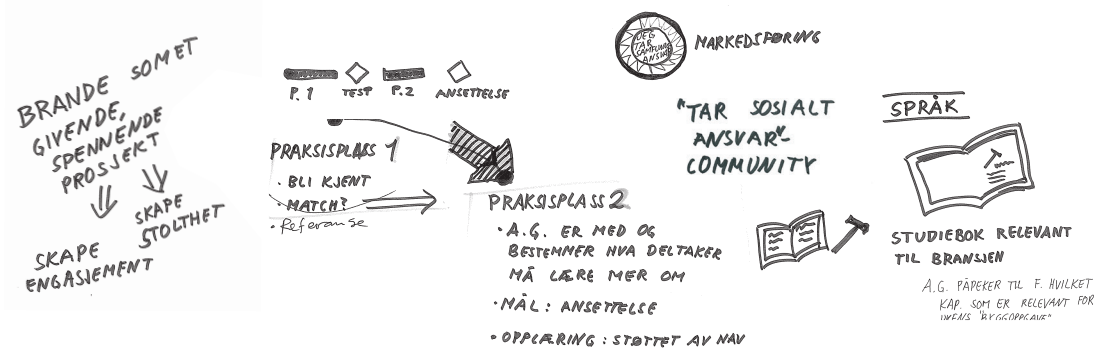 BRANDE SOM ET
GIVENDE,
SPENNENDE
PROSJEKT
SKAPE
STOLTHET
SKAPE
ENGASJEMENT
P.1 TEST P.2 ANSETTELSE
PRAKSISPLASS 1
• BLI KJENT
• MATCH?
• Referanse
PRAKSISPLASS 2
• A.G. ER MED OG
BESTEMMER HVA DELTAKER
MÅ LÆRE MER OM
• MÅL: ANSETTELSE
• OPPLÆRING: STØTTET AV NAV
JEG
TAR
SAMFUNNS
ANSVAR
MARKEDSFØRING
"TAR SOSIALT
ANSVAR"-
COMMUNITY
SPRÅK
STUDIEBOK RELEVANT
TIL BRANSJEN
A.G. PÅPEKER TIL F. HVILKET
KAP. SOM ER RELEVANT FOR
UKENS "BYGGOPPGAVE"